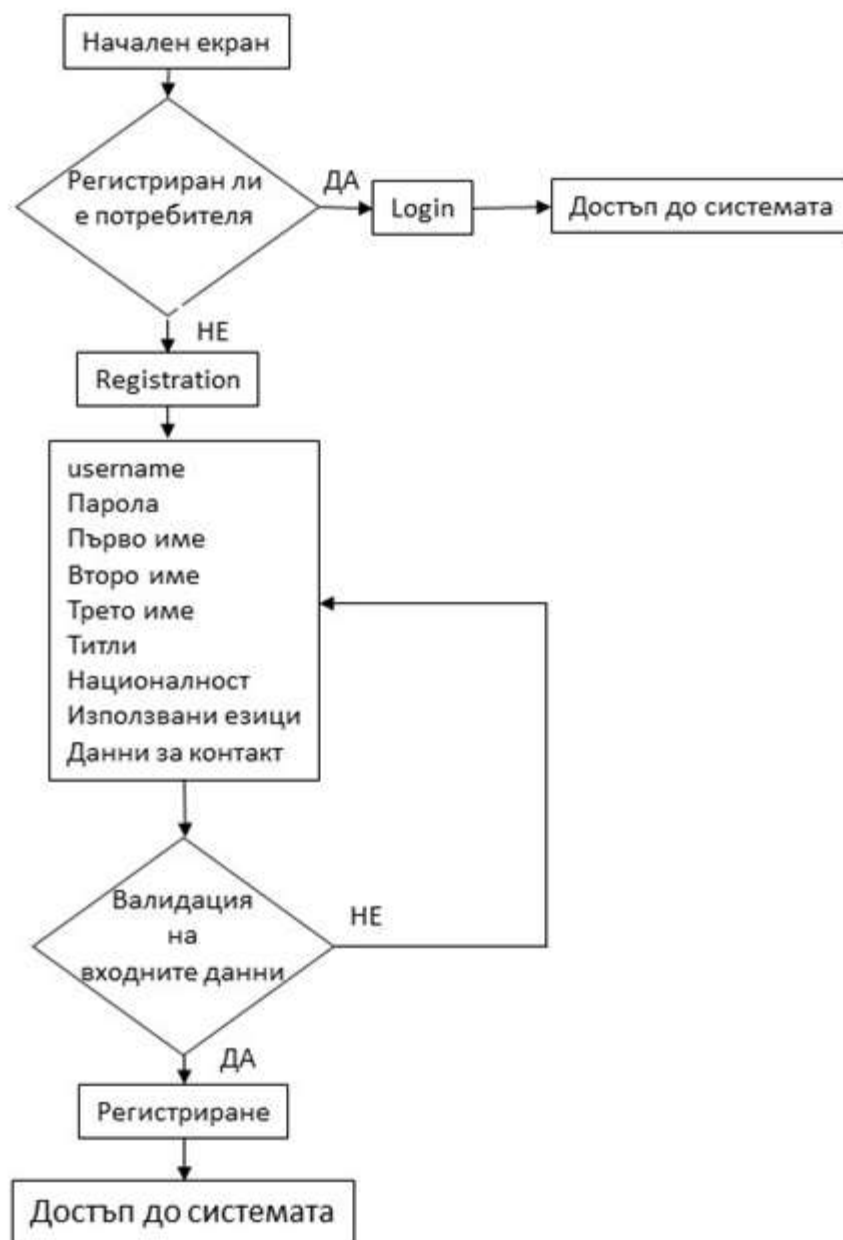 Начален екран
Регистриран ли
е потребителя
ДА
Login
Достъп до системата
НЕ
Registration
username
Парола
Първо име
Второ име
Трето име
Титли
Националност
Използвани езици
Данни за контакт
Валидация
на
входните данни
НЕ
ДА
Регистриране
Достъп до системата